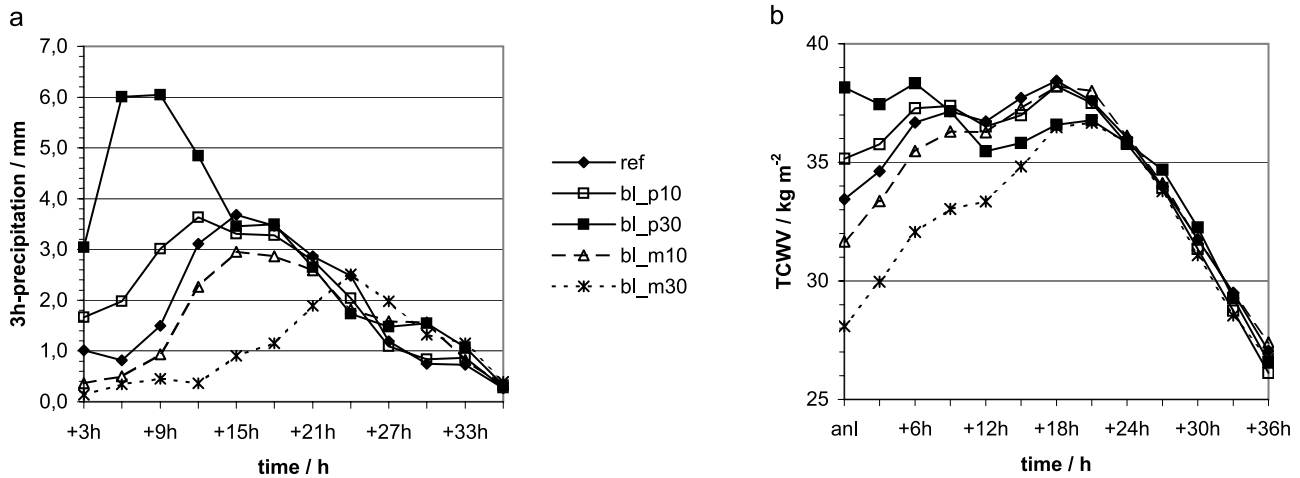 a
7,0
6,0
5,0
4,0
3,0
2,0
1,0
0,0
3h-precipitation / mm
+3h +9h +15h +21h +27h +33h
time / h
ref
bl_p10
bl_p30
bl_m10
bl_m30
b
40
35
30
25
TCWV / kg m⁻²
anl +6h +12h +18h +24h +30h +36h
time / h